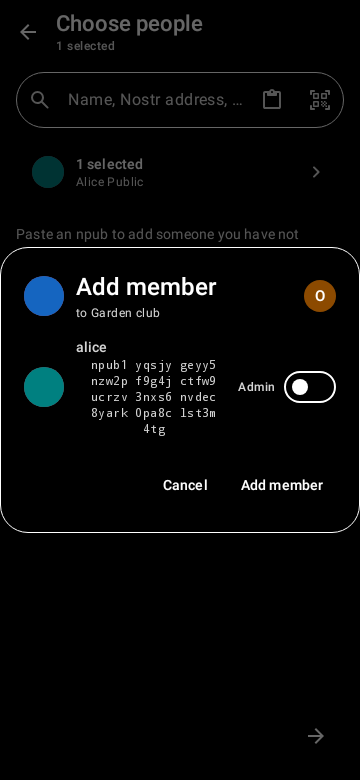 Choose people
1 selected
Name, Nostr address, …
1 selected
Alice Public
Paste an npub to add someone you have not
Add member
to Garden club
O
alice
npub1 yqsjy geyy5
nzw2p f9g4j ctfw9
ucrzv 3nxs6 nvdec
8yark 0pa8c lst3m
4tg
Admin
Cancel
Add member